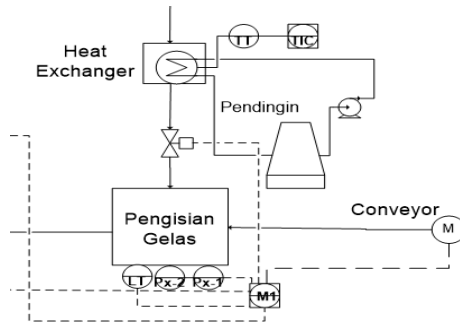 Heat
Exchanger
TT
TIC
Pendingin
Pengisian
Gelas
Conveyor
M
LT
Px-2
Px-1
M1